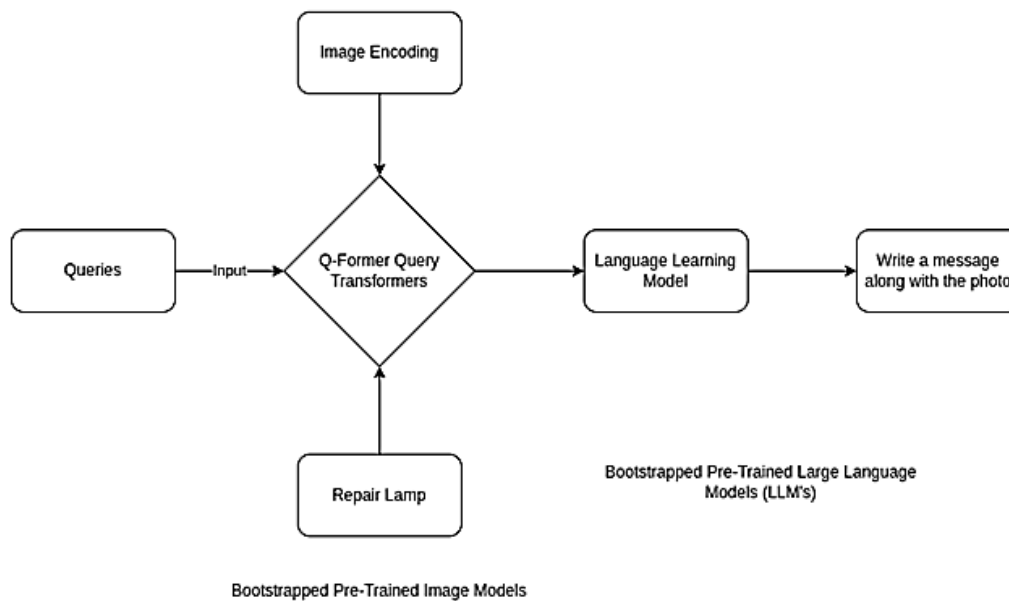 Image Encoding
Queries
Input
Q-Former Query
Transformers
Language Learning
Model
Write a message
along with the photo
Repair Lamp
Bootstrapped Pre-Trained Large Language
Models (LLM's)
Bootstrapped Pre-Trained Image Models